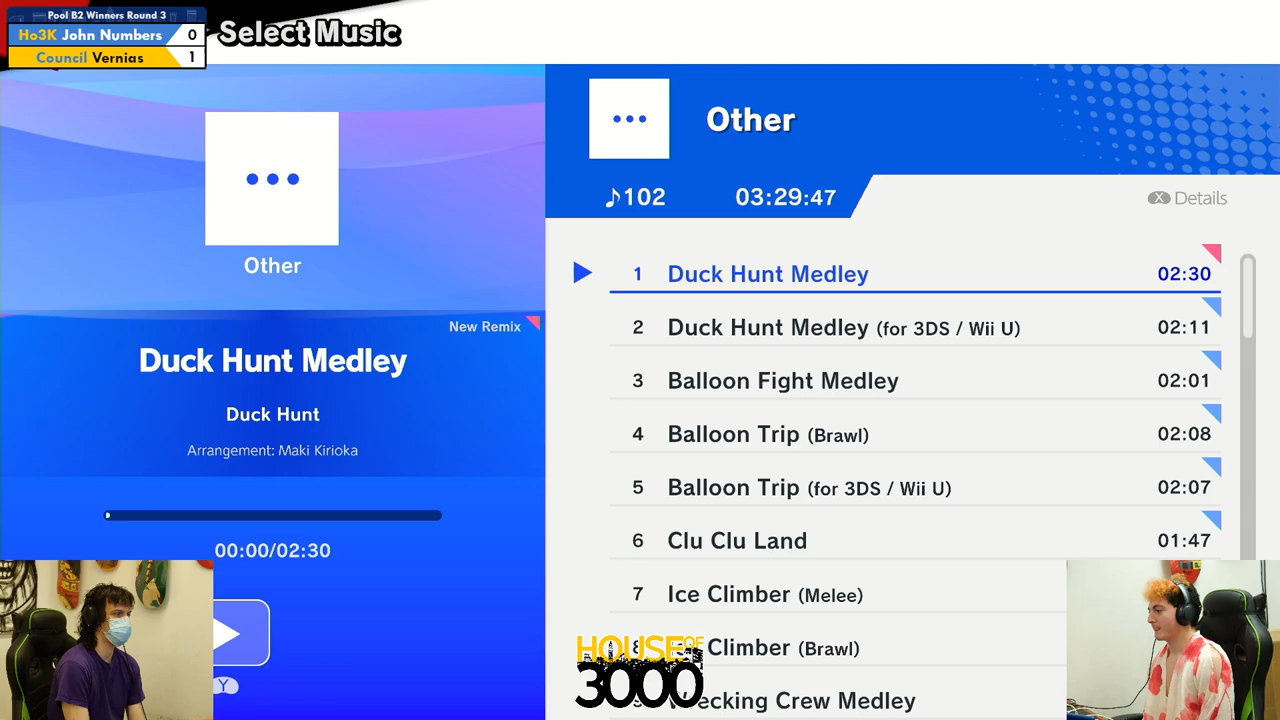 Pool B2 Winners Round 3
Ho3K John Numbers 0
Council Vernias 1
Select Music
Other
New Remix
Duck Hunt Medley
Duck Hunt
Arrangement: Maki Kirioka
00:00/02:30
Y
Other
♪102 03:29:47
X Details
1 Duck Hunt Medley 02:30
2 Duck Hunt Medley (for 3DS / Wii U) 02:11
3 Balloon Fight Medley 02:01
4 Balloon Trip (Brawl) 02:08
5 Balloon Trip (for 3DS / Wii U) 02:07
6 Clu Clu Land 01:47
7 Ice Climber (Melee)
8 Climber (Brawl)
ecking Crew Medley
HOUSE OF
3000